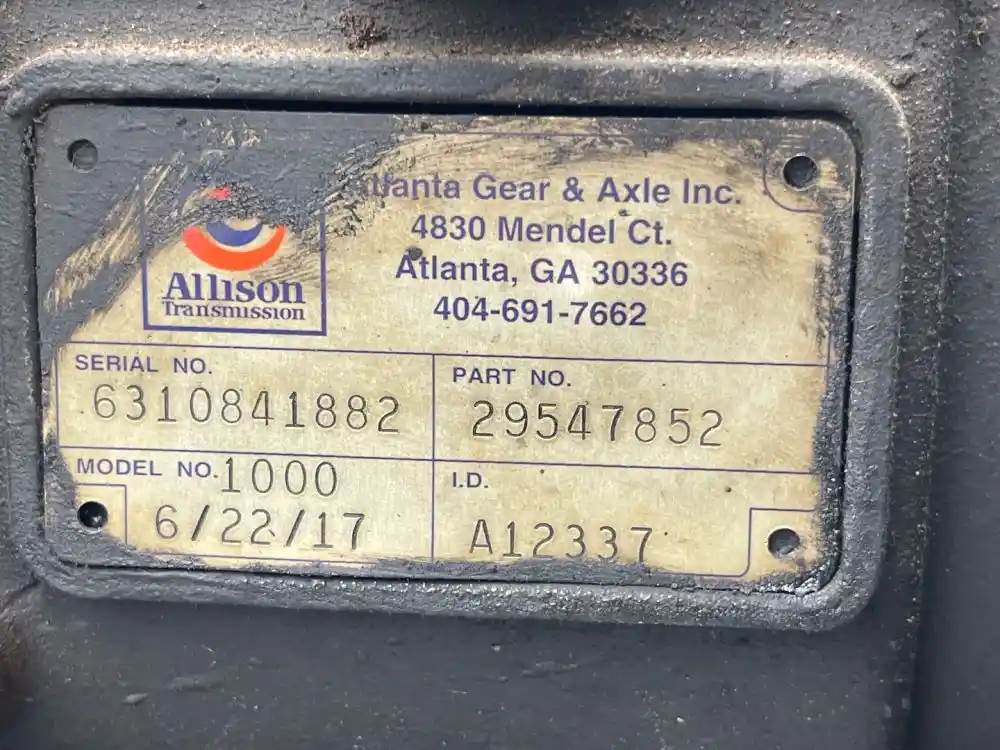 Atlanta Gear & Axle Inc.
4830 Mendel Ct.
Atlanta, GA 30336
404-691-7662
Allison
Transmission
SERIAL NO.
6310841882
PART NO.
29547852
MODEL NO. 1000
6/22/17
I.D.
A12337